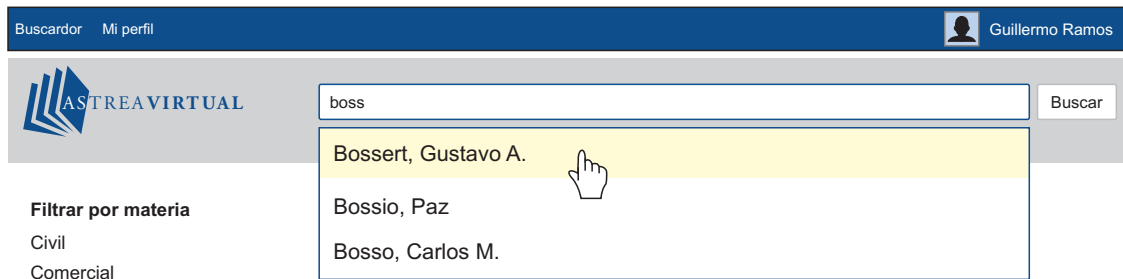 Buscardor Mi perfil Guillermo Ramos
ASTREAVIRTUAL
boss Buscar
Bossert, Gustavo A.
Bossio, Paz
Bosso, Carlos M.
Filtrar por materia
Civil
Comercial